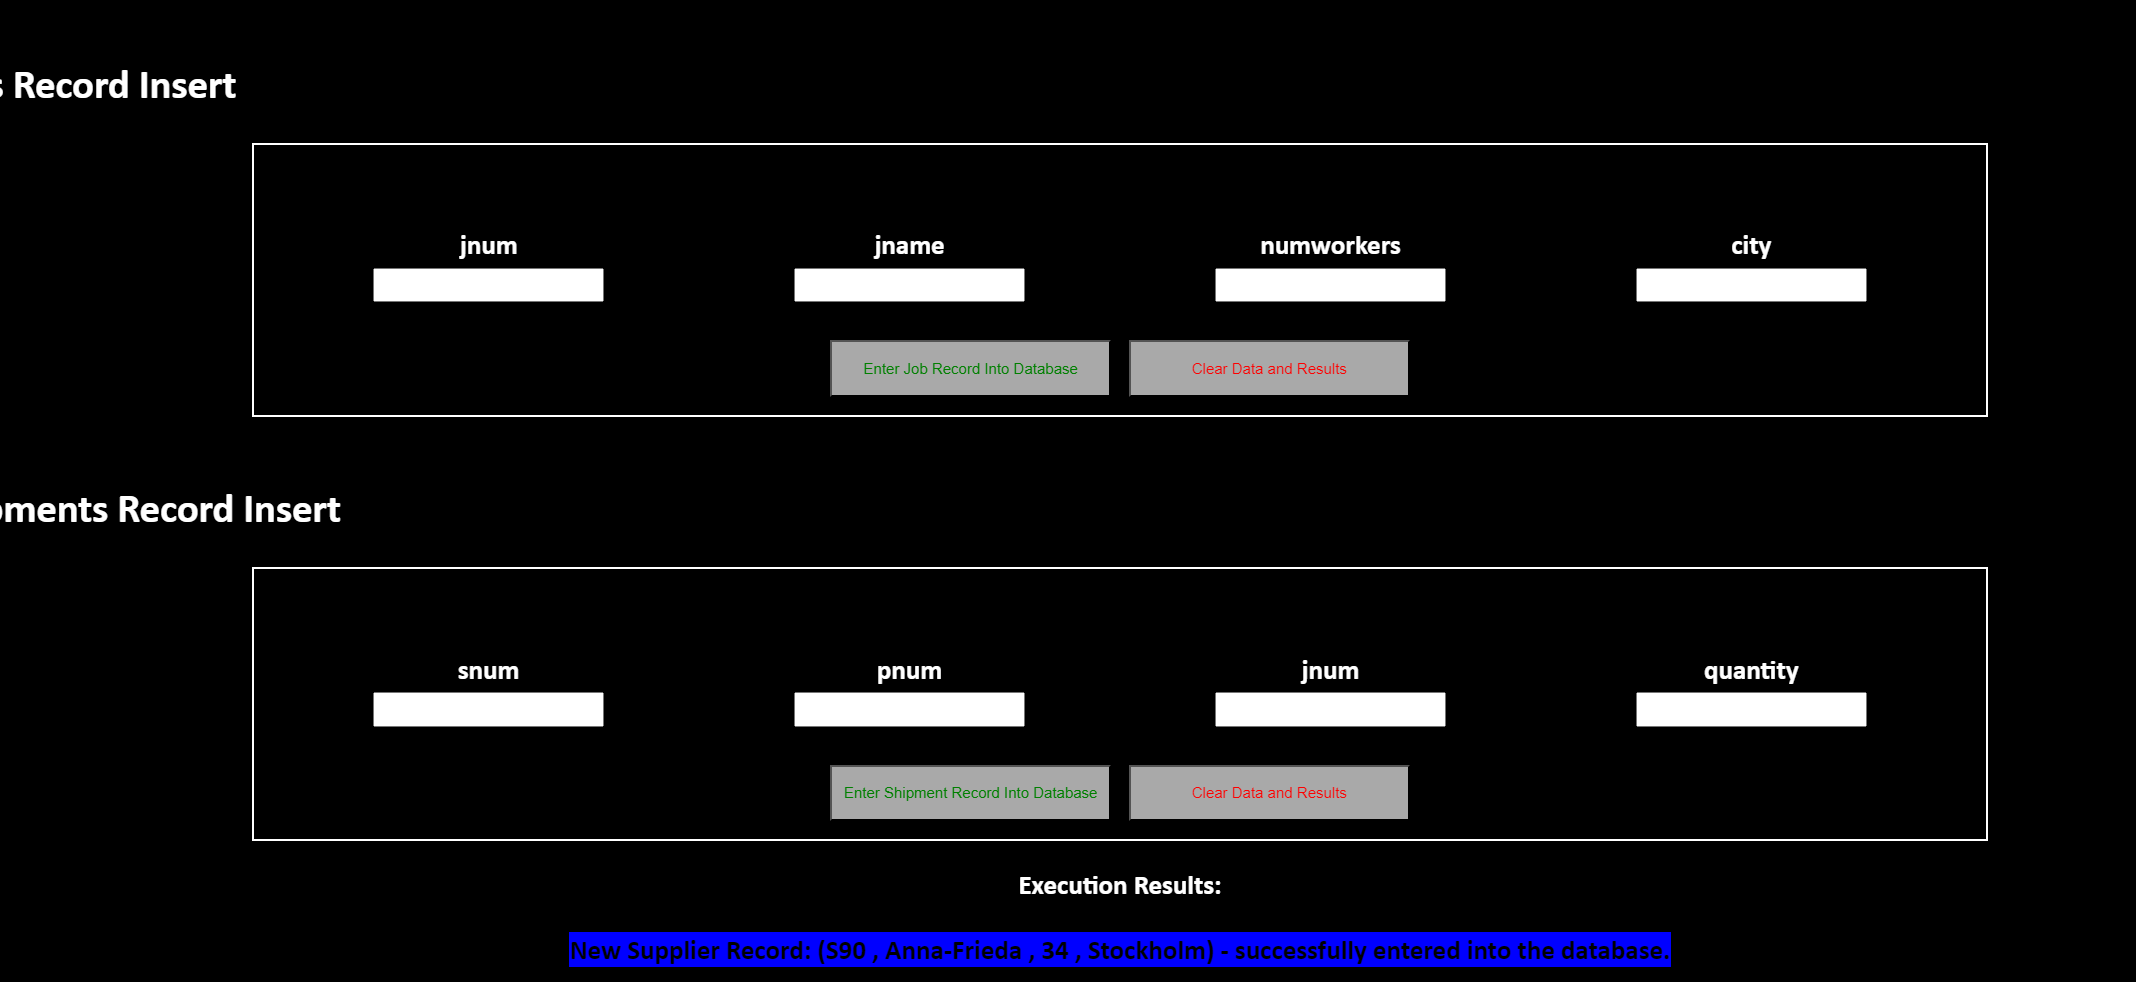 s Record Insert
jnum jname numworkers city
Enter Job Record Into Database Clear Data and Results
pments Record Insert
snum pnum jnum quantity
Enter Shipment Record Into Database Clear Data and Results
Execution Results:
New Supplier Record: (S90 , Anna-Frieda , 34 , Stockholm) - successfully entered into the database.